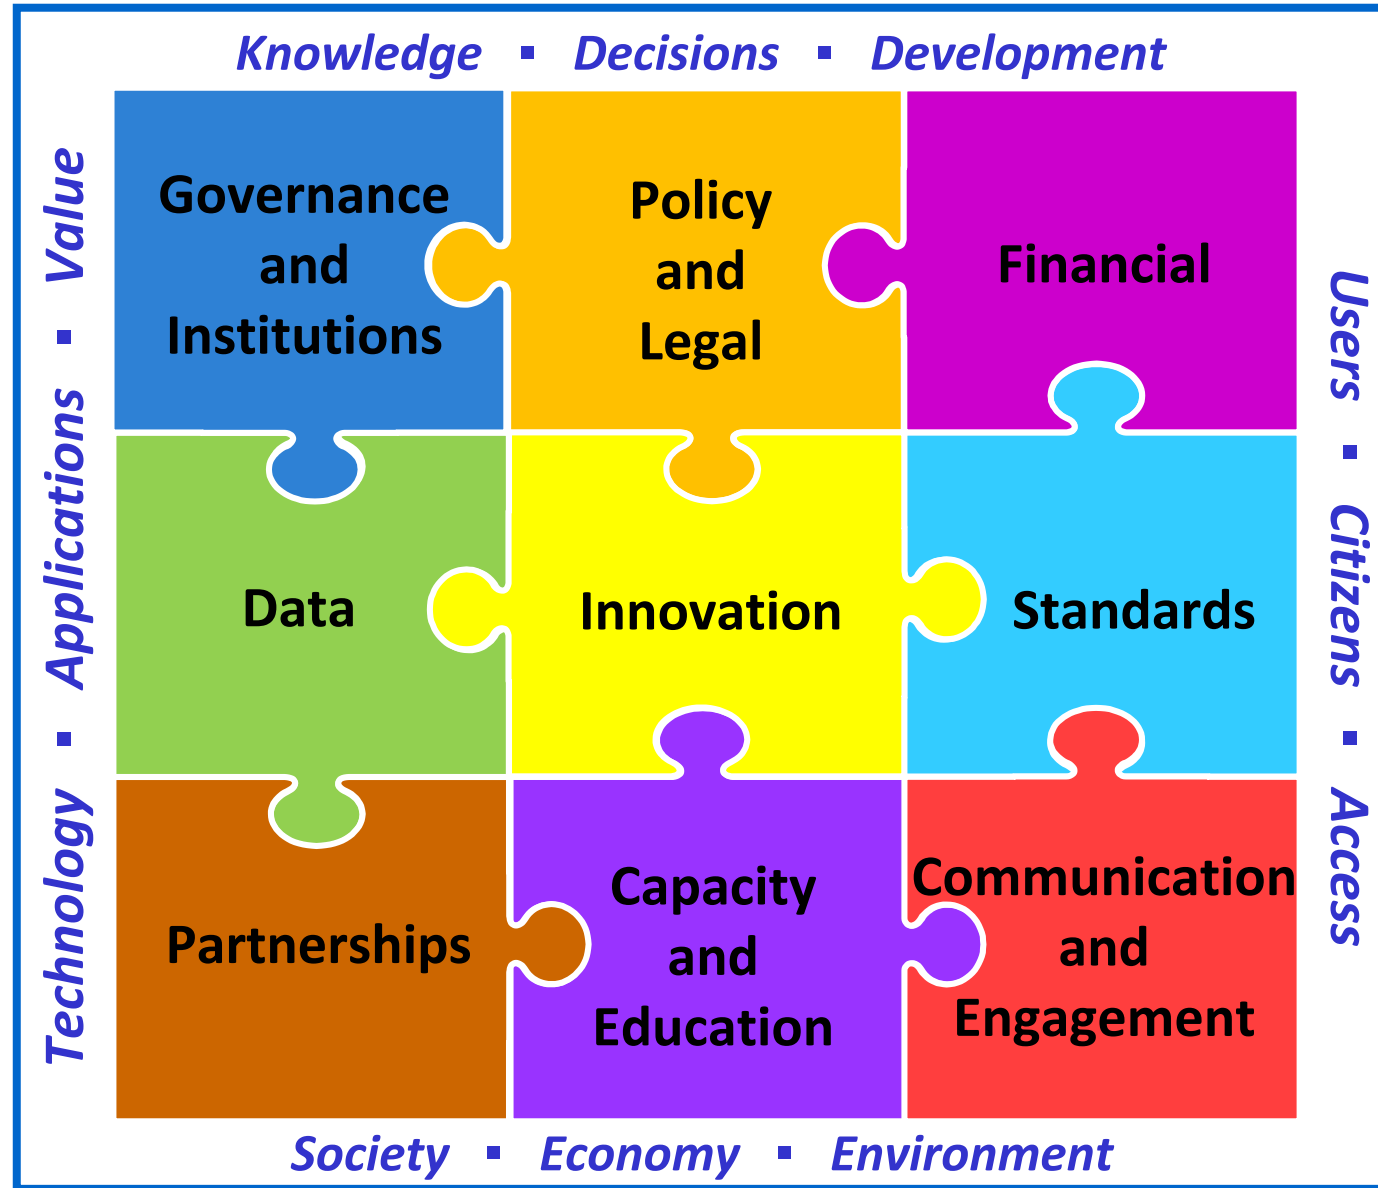 Knowledge ▪ Decisions ▪ Development
Technology ▪ Applications ▪ Value
Governance
and
Institutions
Policy
and
Legal
Financial
Data
Innovation
Standards
Partnerships
Capacity
and
Education
Communication
and
Engagement
Users ▪ Citizens ▪ Access
Society ▪ Economy ▪ Environment